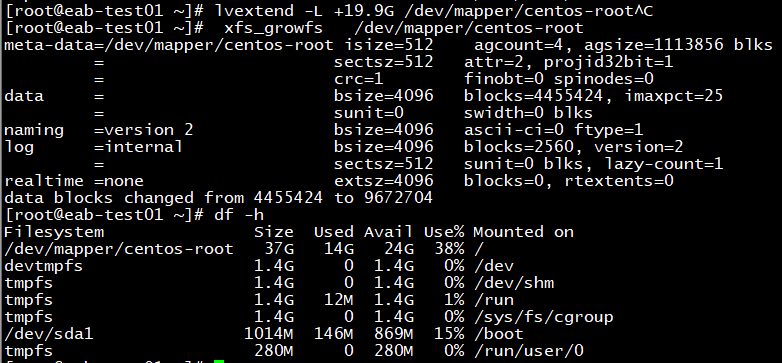 [root@eab-test01 ~]# lvextend -L +19.9G /dev/mapper/centos-root^C
[root@eab-test01 ~]#  xfs_growfs   /dev/mapper/centos-root
meta-data=/dev/mapper/centos-root isize=512    agcount=4, agsize=1113856 blks
         =                       sectsz=512   attr=2, projid32bit=1
         =                       crc=1        finobt=0 spinodes=0
data     =                       bsize=4096   blocks=4455424, imaxpct=25
         =                       sunit=0      swidth=0 blks
naming   =version 2              bsize=4096   ascii-ci=0 ftype=1
log      =internal               bsize=4096   blocks=2560, version=2
         =                       sectsz=512   sunit=0 blks, lazy-count=1
realtime =none                   extsz=4096   blocks=0, rtextents=0
data blocks changed from 4455424 to 9672704
[root@eab-test01 ~]# df -h
Filesystem               Size  Used Avail Use% Mounted on
/dev/mapper/centos-root   37G   14G   24G  38% /
devtmpfs                 1.4G     0  1.4G   0% /dev
tmpfs                    1.4G     0  1.4G   0% /dev/shm
tmpfs                    1.4G   12M  1.4G   1% /run
tmpfs                    1.4G     0  1.4G   0% /sys/fs/cgroup
/dev/sda1               1014M  146M  869M  15% /boot
tmpfs                    280M     0  280M   0% /run/user/0
[root@eab-test01 ~]#